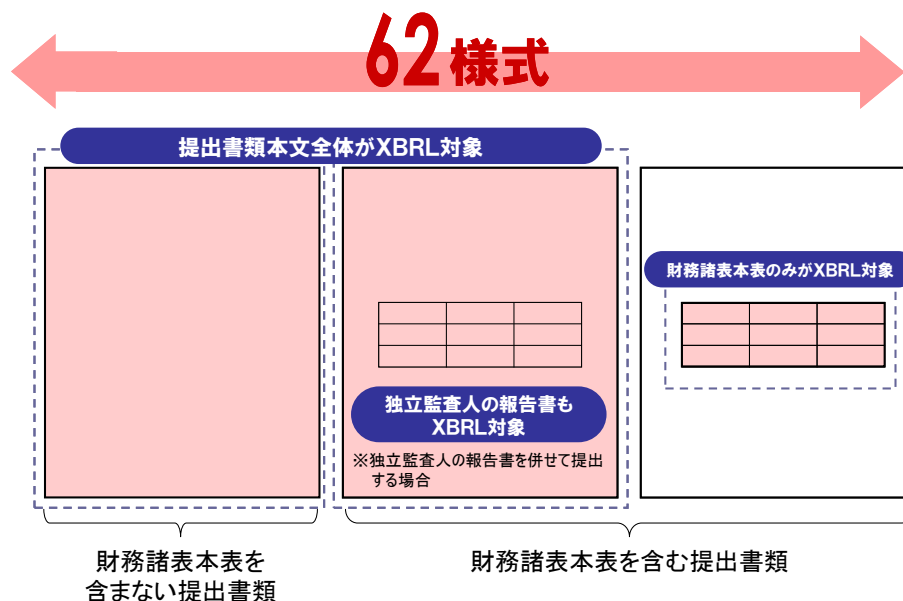 62様式
提出書類本文全体がXBRL対象
財務諸表本表のみがXBRL対象
独立監査人の報告書も
XBRL対象
※独立監査人の報告書を併せて提出
する場合
財務諸表本表を
含まない提出書類
財務諸表本表を含む提出書類